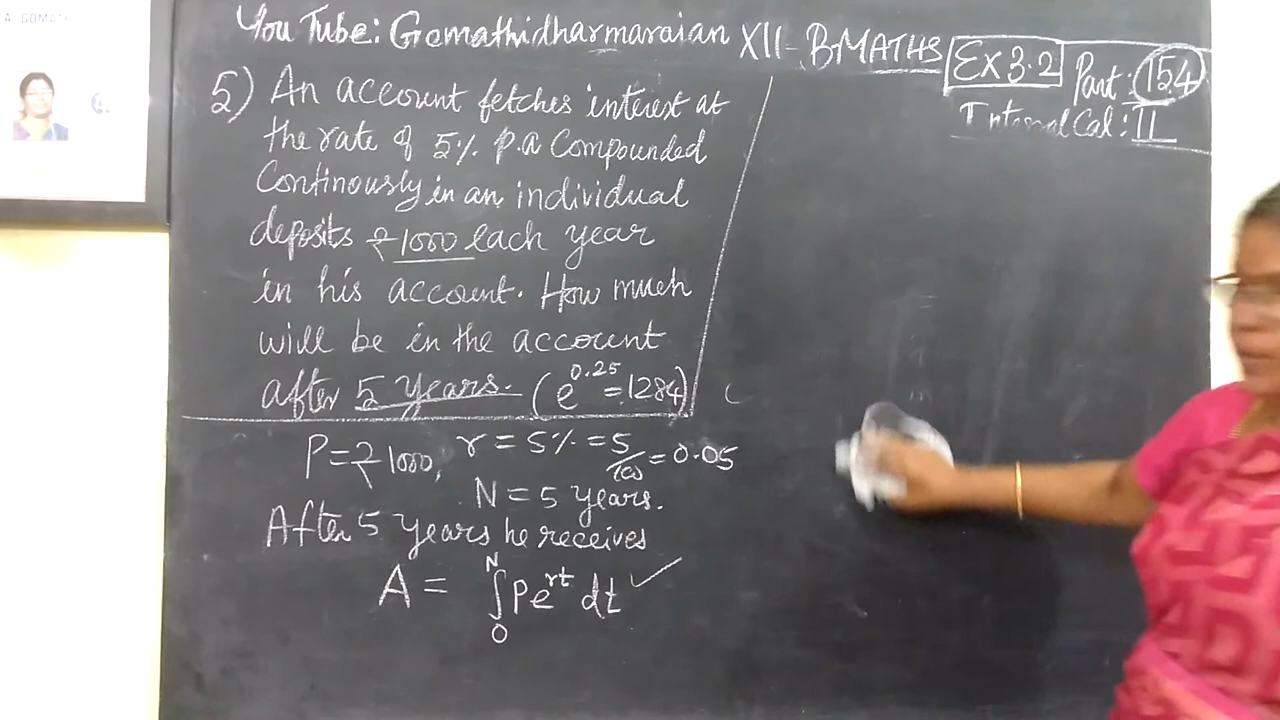 A. GOMATHI
You Tube: Gomathidharmaraian XII - BMATHS Ex 3.2 Part: 154
Integral Cal: II
5) An account fetches interest at
the rate of 5% p.a Compounded
Continously in an individual
deposits ₹1000 each year
in his account. How much
will be in the account
after 5 years. (e^0.25 = 1284)
P = ₹1000, r = 5% = 5/100 = 0.05
N = 5 years.
After 5 years he receives
A = ∫₀ᴺ Pe^rt dt ✓